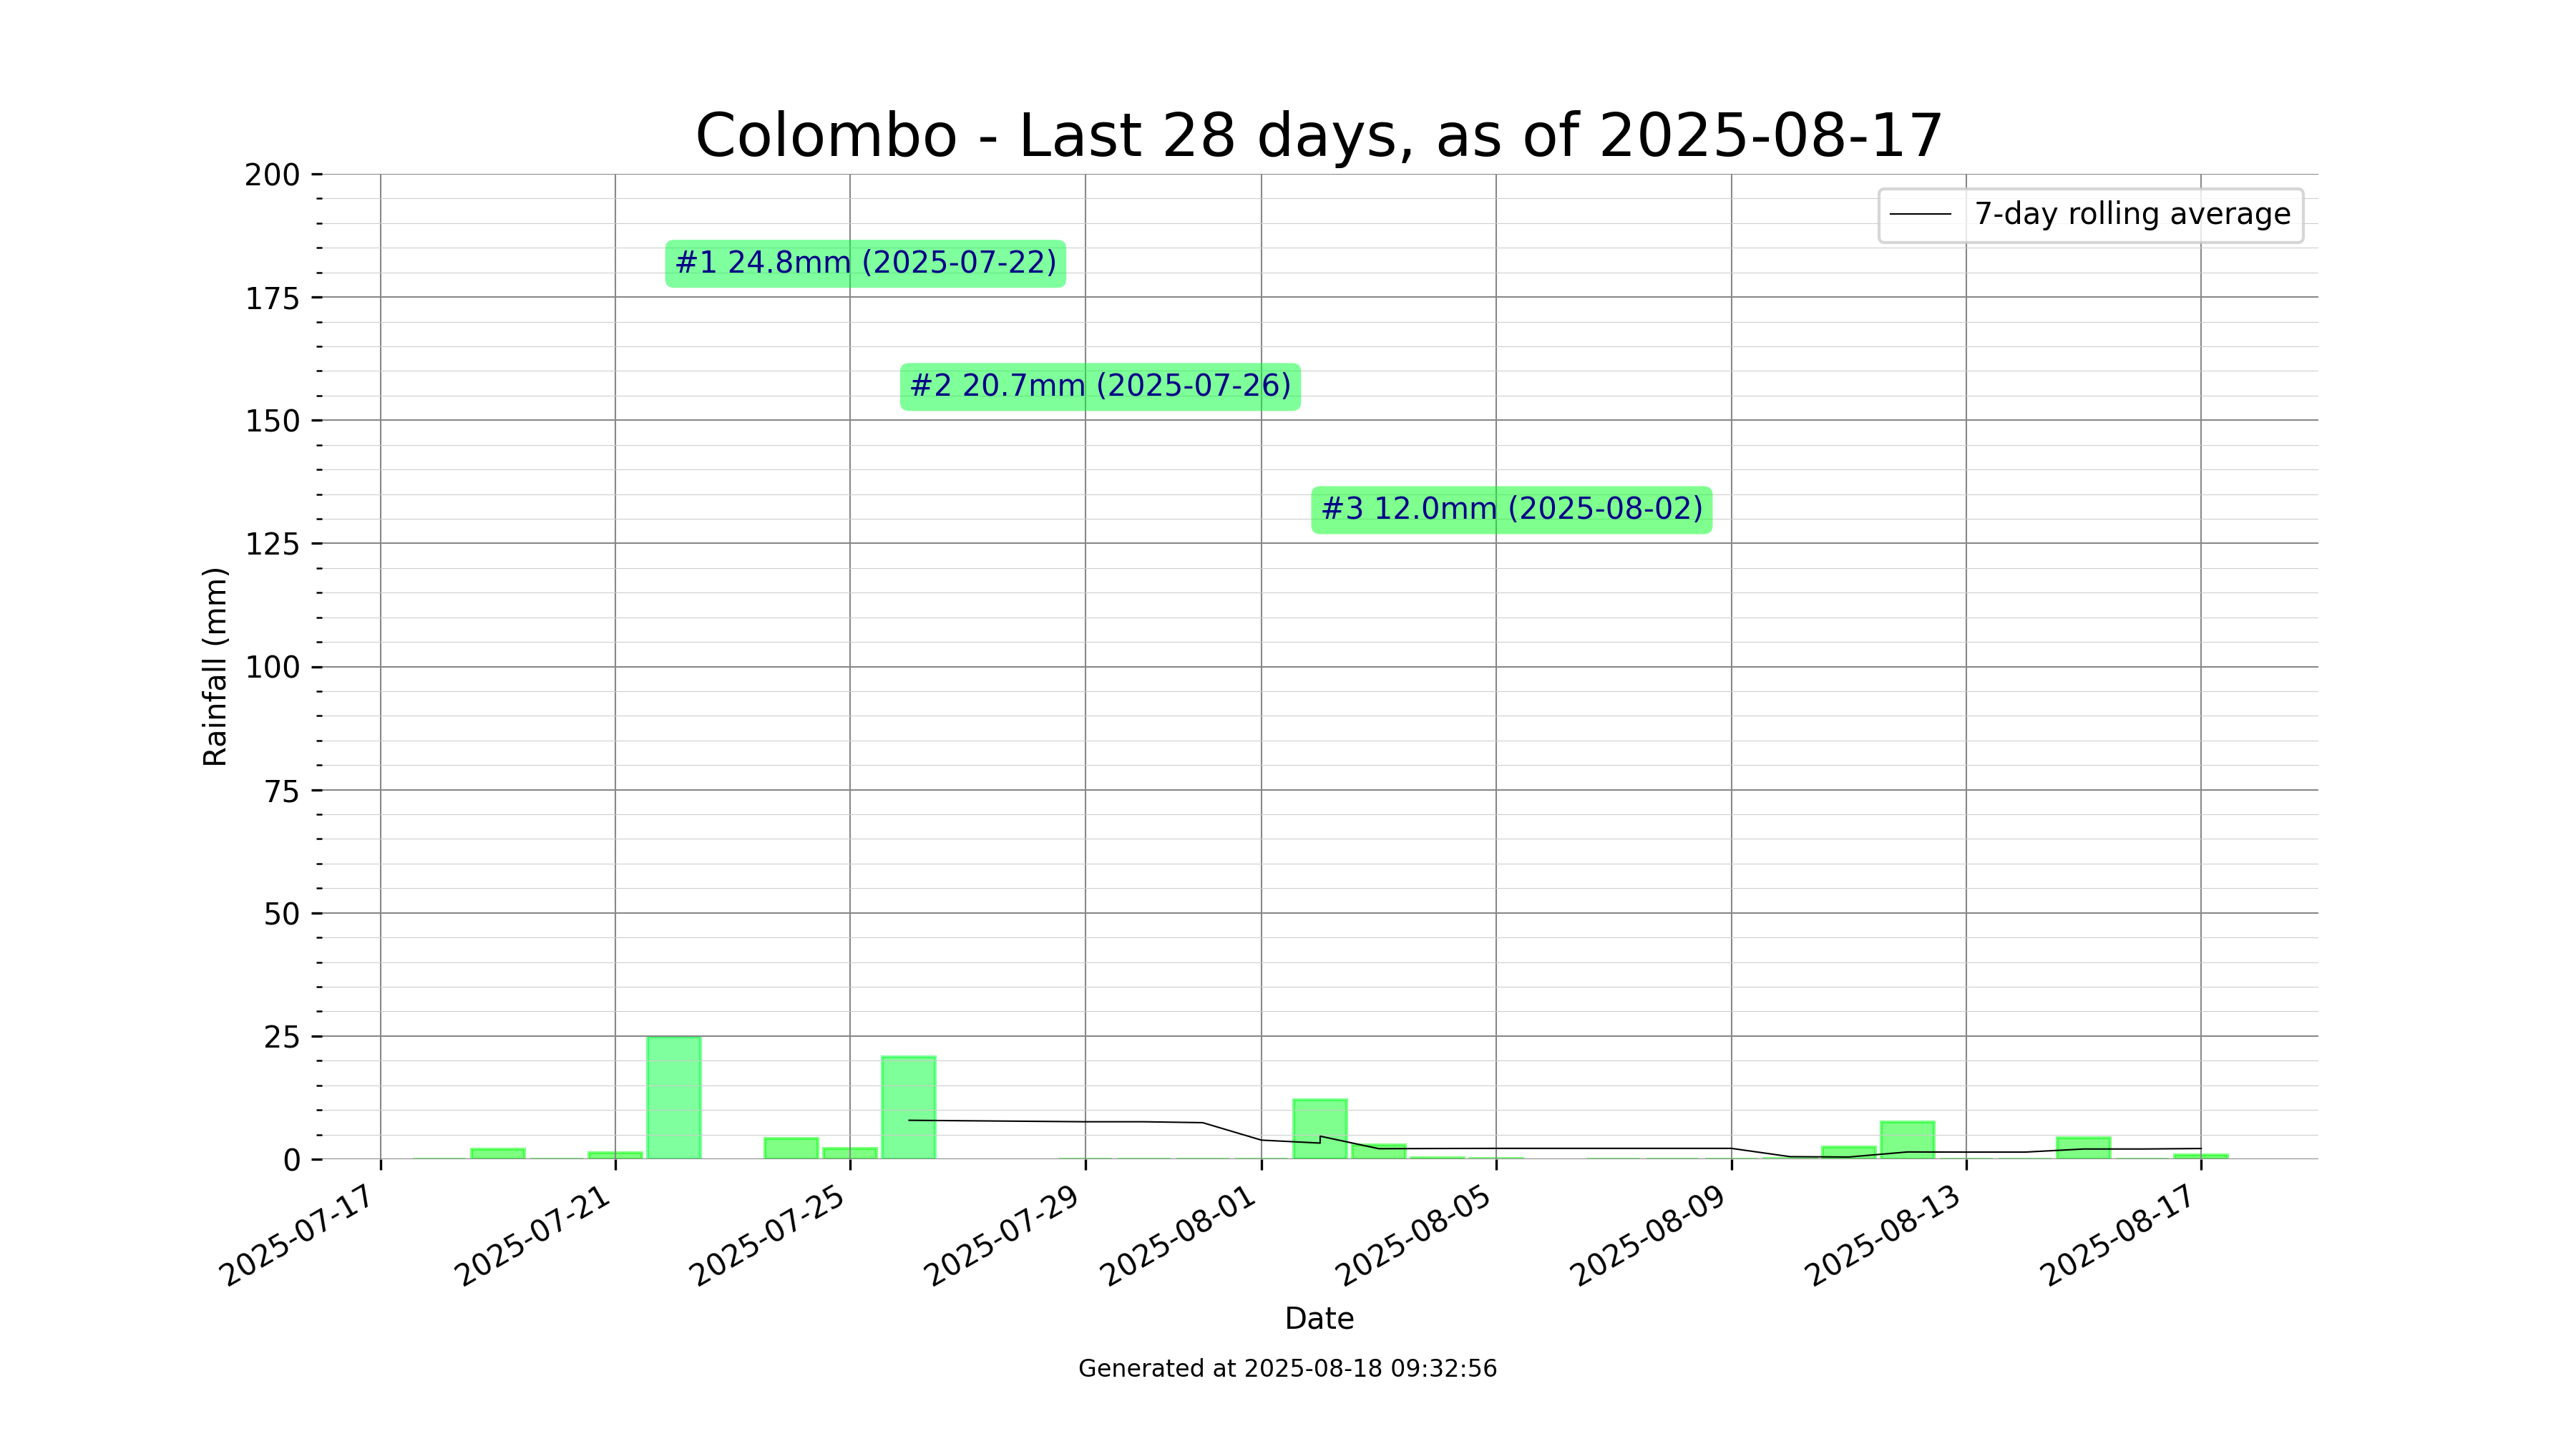 Colombo - Last 28 days, as of 2025-08-17
200
175
150
125
100
75
50
25
0
Rainfall (mm)
7-day rolling average
#1 24.8mm (2025-07-22)
#2 20.7mm (2025-07-26)
#3 12.0mm (2025-08-02)
2025-07-17
2025-07-21
2025-07-25
2025-07-29
2025-08-01
2025-08-05
2025-08-09
2025-08-13
2025-08-17
Date
Generated at 2025-08-18 09:32:56